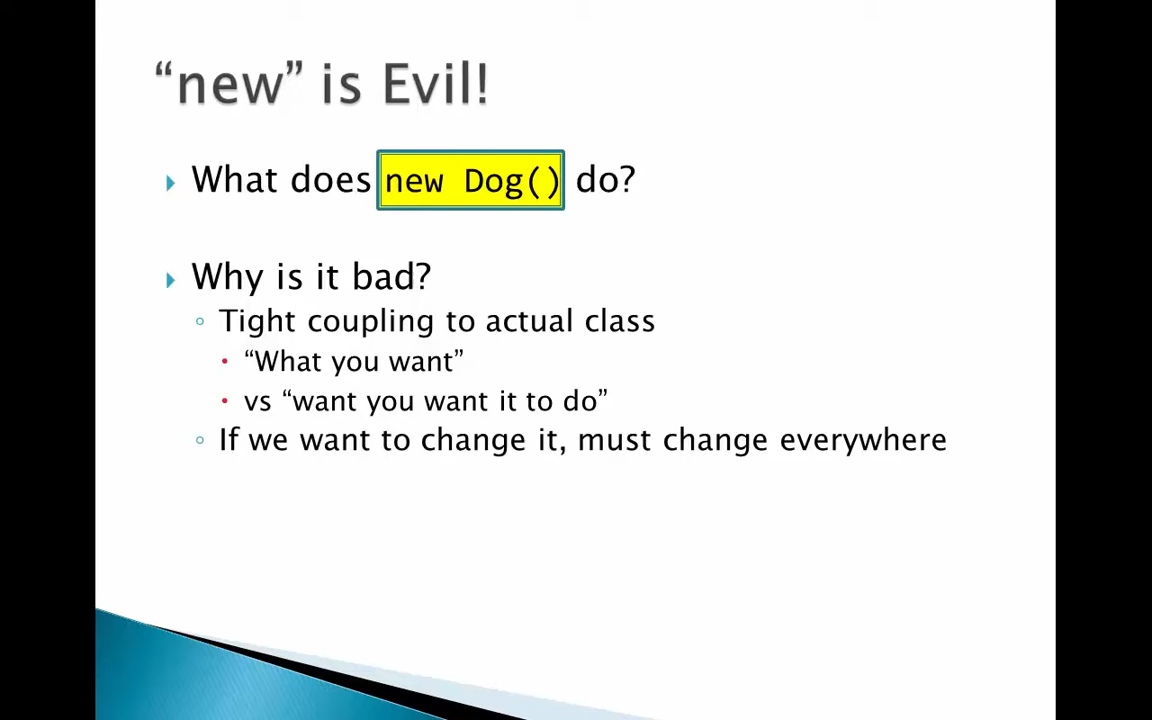 “new” is Evil!
What does new Dog() do?
Why is it bad?
Tight coupling to actual class
“What you want”
vs “want you want it to do”
If we want to change it, must change everywhere